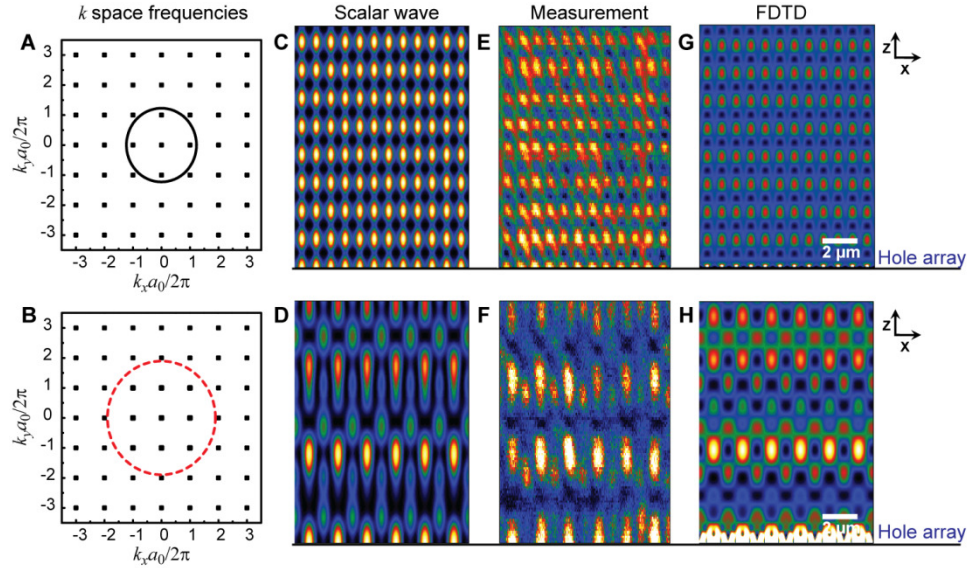 k space frequencies
Scalar wave
Measurement
FDTD
A
3
2
1
0
-1
-2
-3
kᵧa₀/2π
-3 -2 -1 0 1 2 3
kₓa₀/2π
C
E
G
z
x
2 µm
Hole array
B
3
2
1
0
-1
-2
-3
kᵧa₀/2π
-3 -2 -1 0 1 2 3
kₓa₀/2π
D
F
H
z
x
2 µm
Hole array